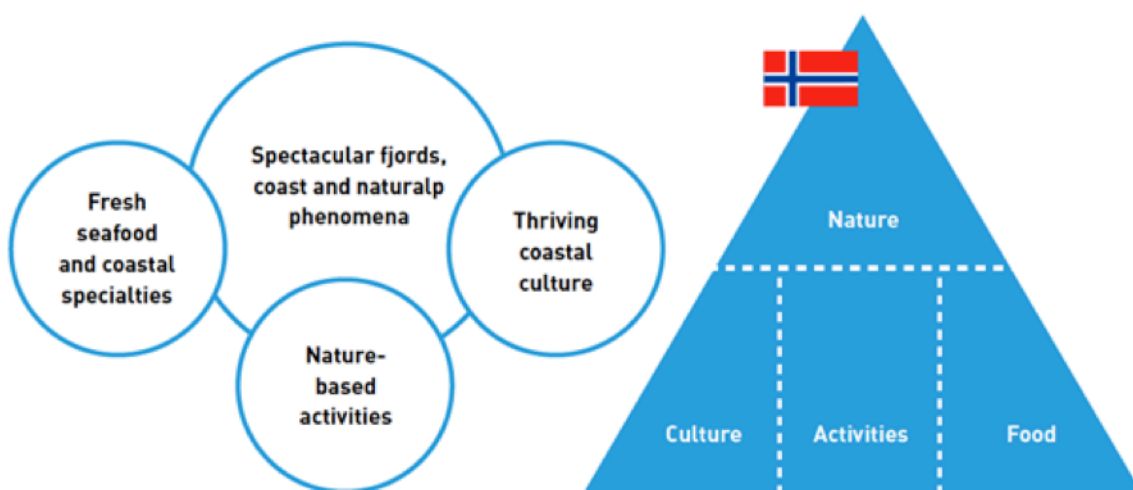 Spectacular fjords,
coast and naturalp
phenomena
Fresh
seafood
and coastal
specialties
Thriving
coastal
culture
Nature-
based
activities
Nature
Culture
Activities
Food